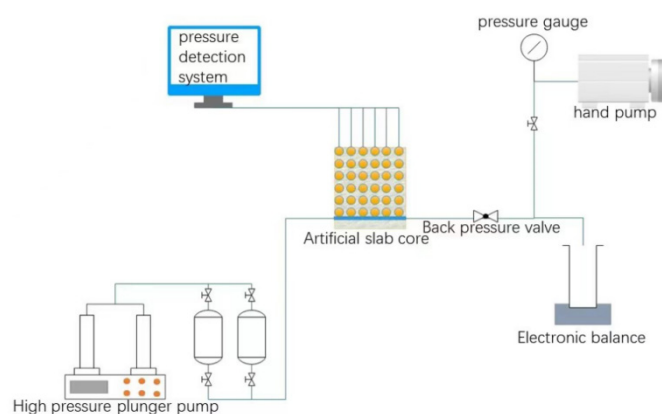 pressure
detection
system
pressure gauge
hand pump
Artificial slab core
Back pressure valve
Electronic balance
High pressure plunger pump